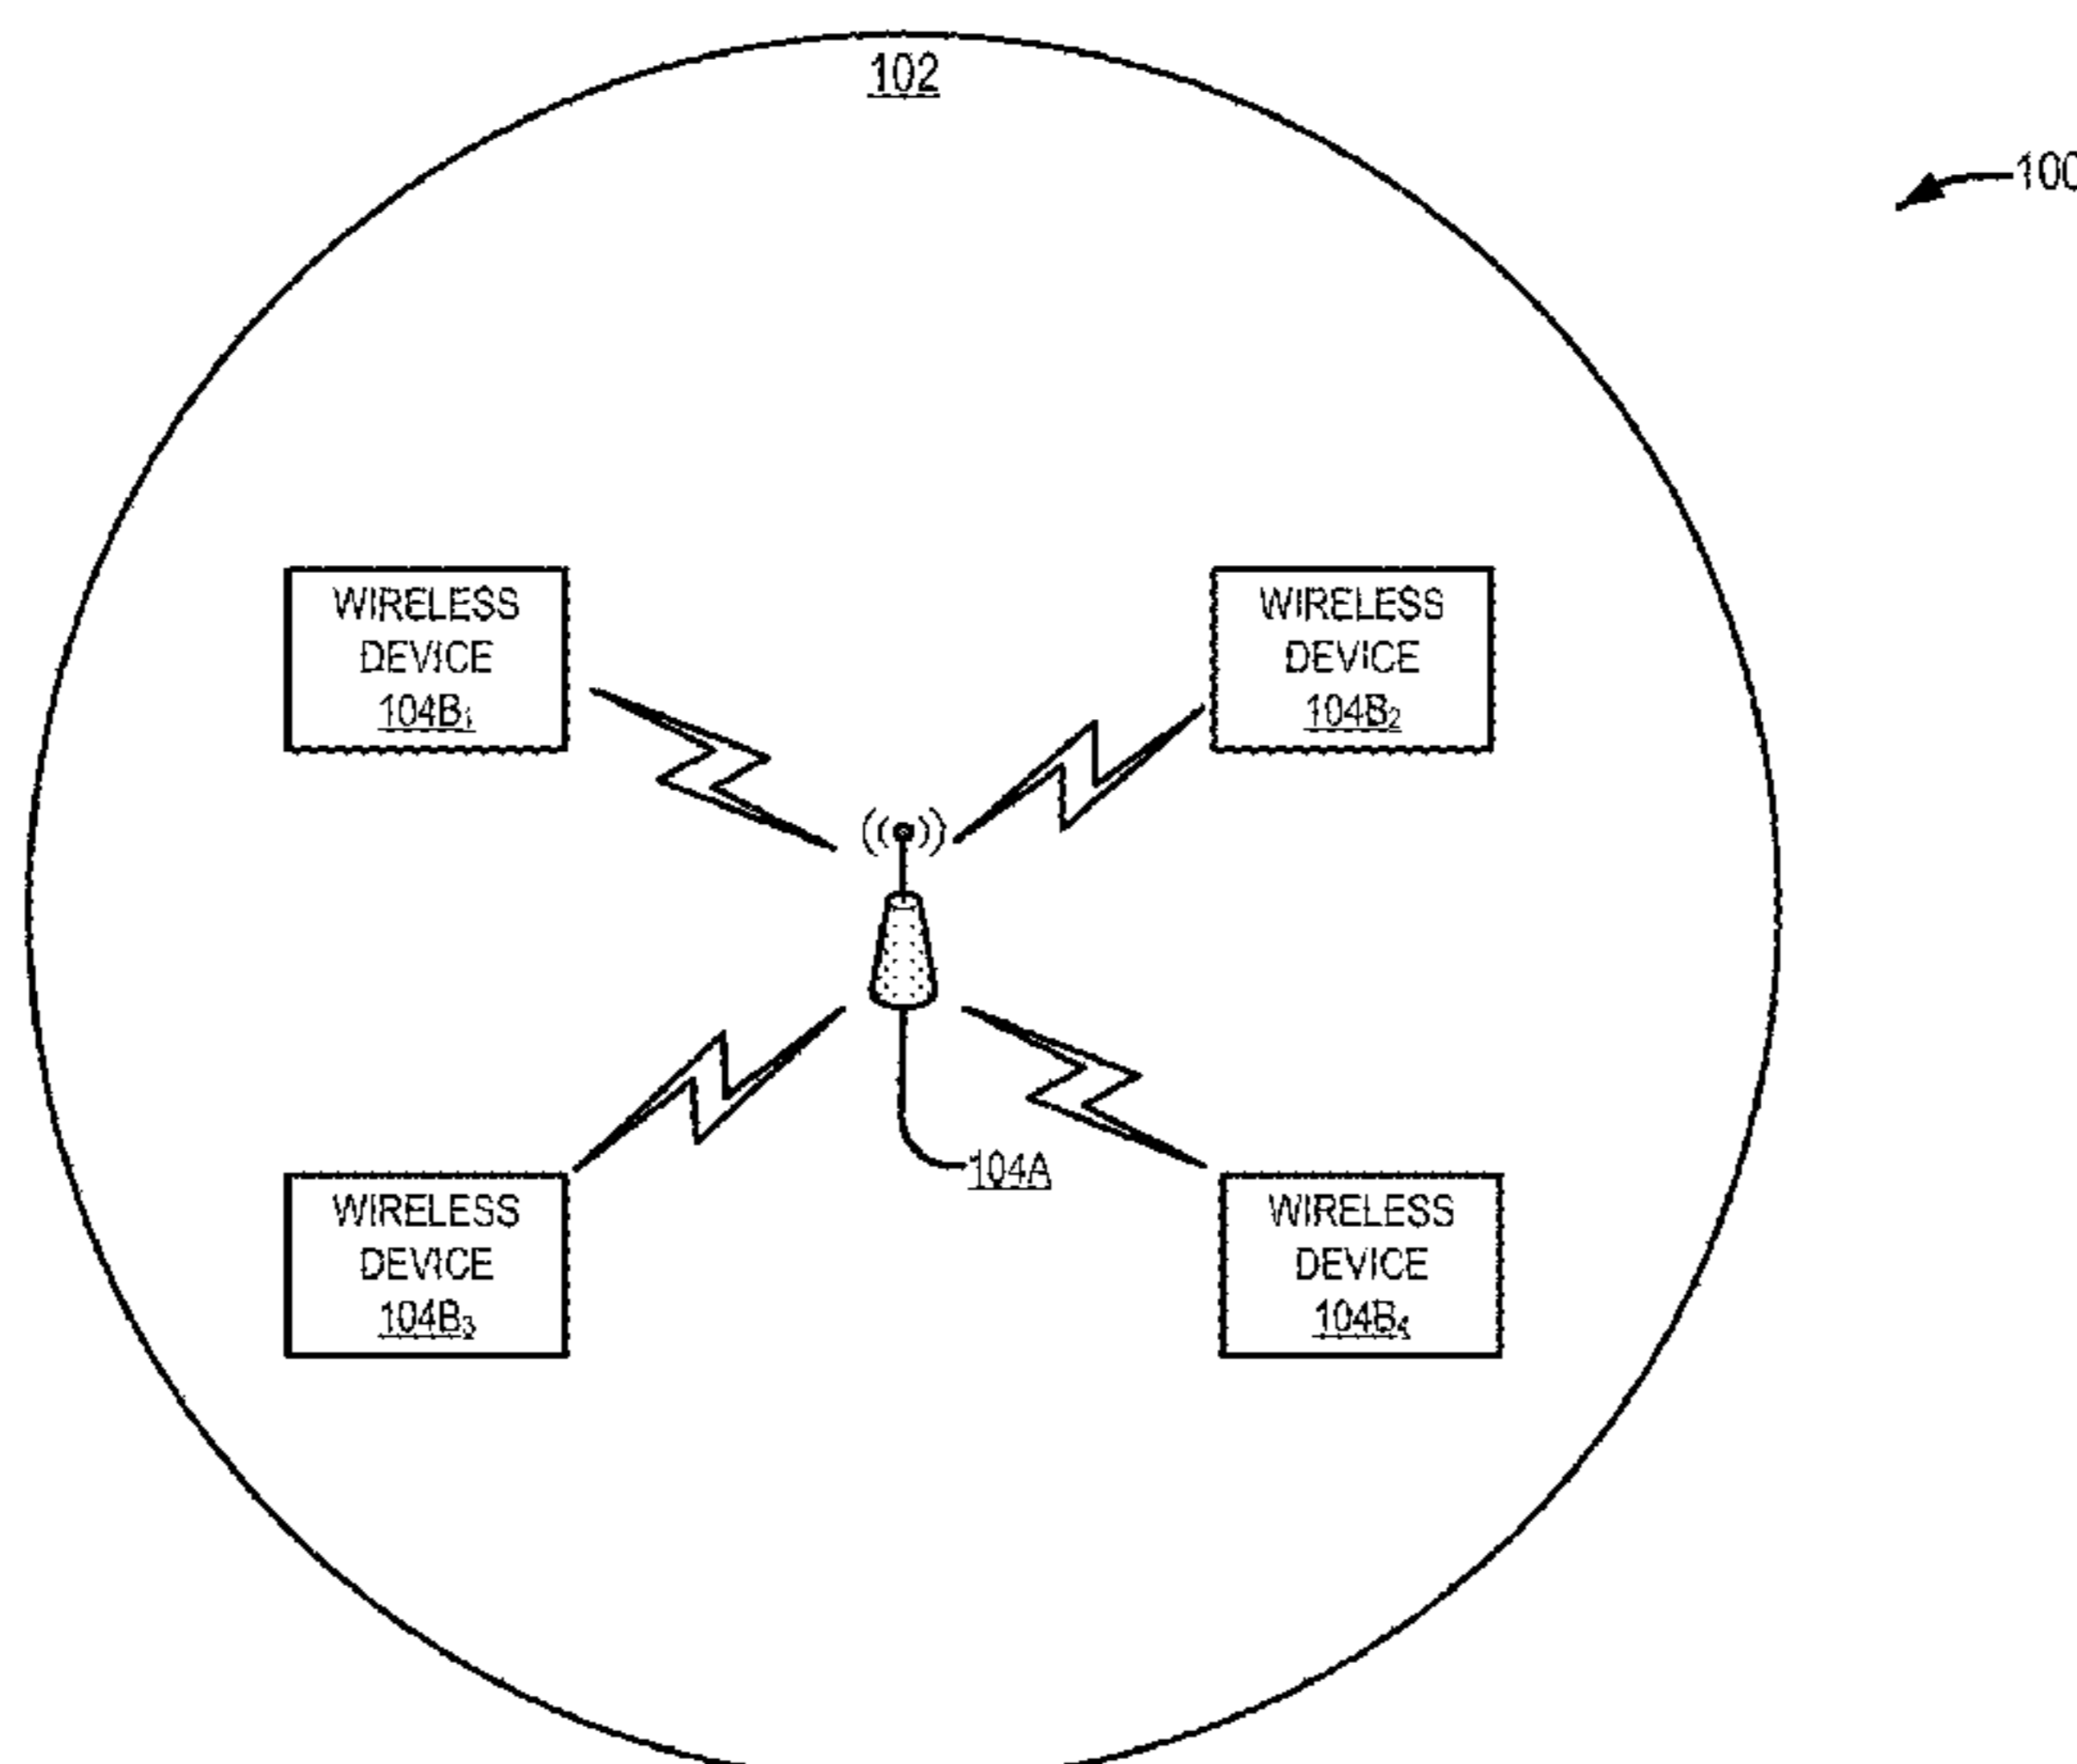 102
100
WIRELESS
DEVICE
104B₁
WIRELESS
DEVICE
104B₂
104A
WIRELESS
DEVICE
104B₃
WIRELESS
DEVICE
104B₄